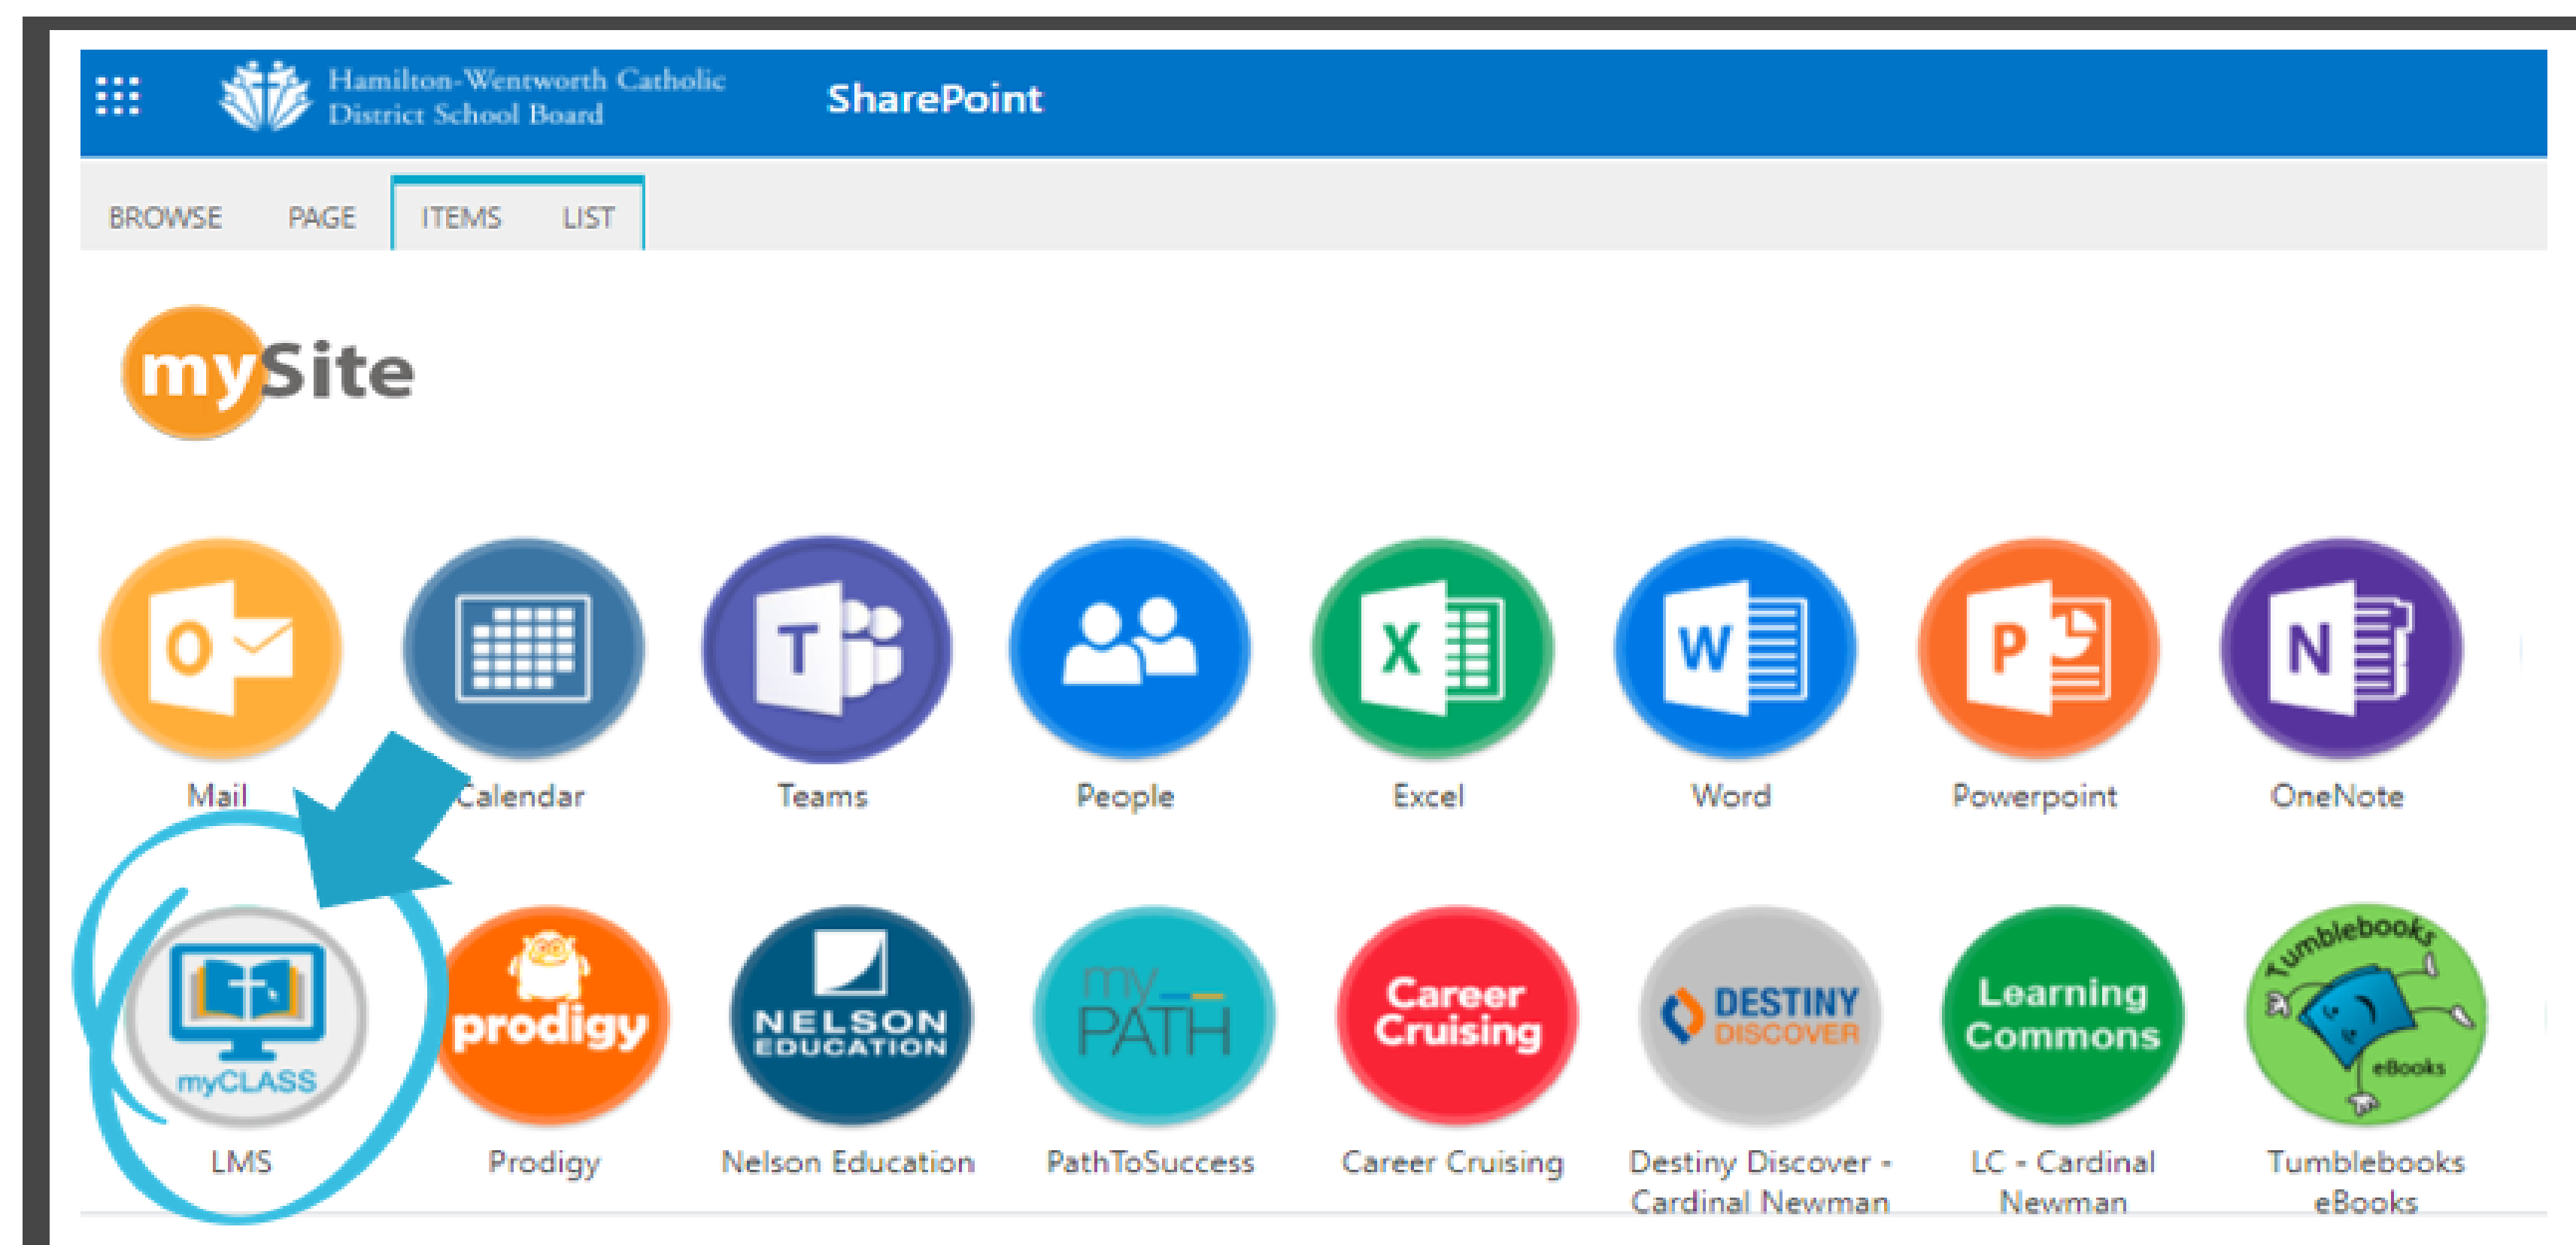 Hamilton-Wentworth Catholic
District School Board
SharePoint
BROWSE PAGE ITEMS LIST
mySite
O
T
X
W
P
N
Mail Calendar Teams People Excel Word Powerpoint OneNote
myCLASS
prodigy
NELSON
EDUCATION
my
PATH
Career
Cruising
DESTINY
DISCOVER
Learning
Commons
Tumblebooks
eBooks
LMS Prodigy Nelson Education PathToSuccess Career Cruising Destiny Discover - LC - Cardinal Tumblebooks
Cardinal Newman Newman eBooks